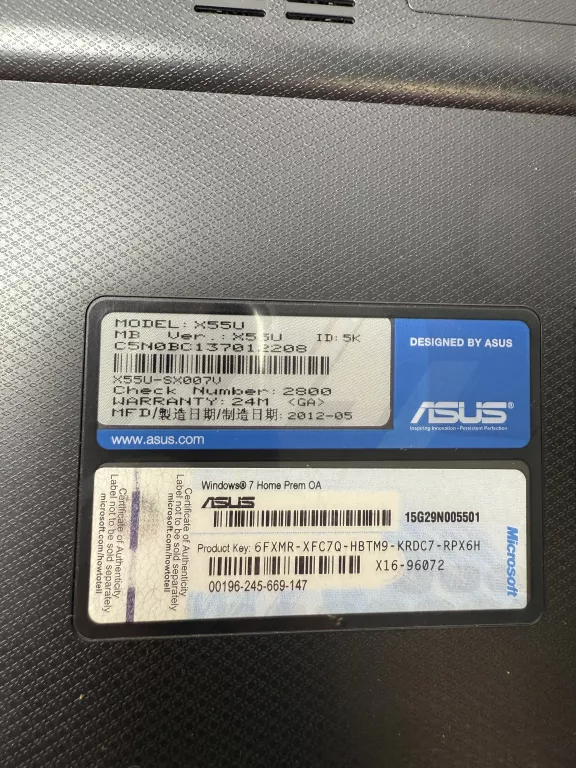 MODEL: X55U
MB Ver.: X55U ID: 5K
C5N0BC137012208
X55U-SX007V
Check Number: 2800
WARRANTY: 24M <GA>
MFD/製造日期/制造日期: 2012-05
DESIGNED BY ASUS
ASUS®
Inspiring Innovation • Persistent Perfection
www.asus.com
Certificate of Authenticity
Label not to be sold separately
microsoft.com/howtotell
Certificate of Authenticity
Label not to be sold separately
microsoft.com/howtotell
Windows® 7 Home Prem OA
ASUS
15G29N005501
Product Key: 6FXMR-XFC7Q-HBTM9-KRDC7-RPX6H
X16-96072
00196-245-669-147
Microsoft